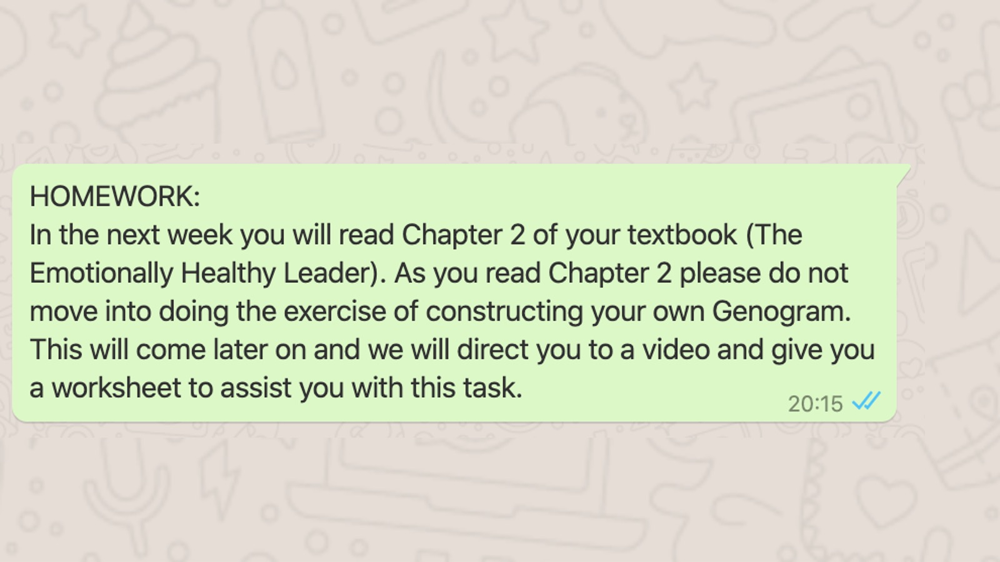 HOMEWORK:
In the next week you will read Chapter 2 of your textbook (The
Emotionally Healthy Leader). As you read Chapter 2 please do not
move into doing the exercise of constructing your own Genogram.
This will come later on and we will direct you to a video and give you
a worksheet to assist you with this task.
20:15